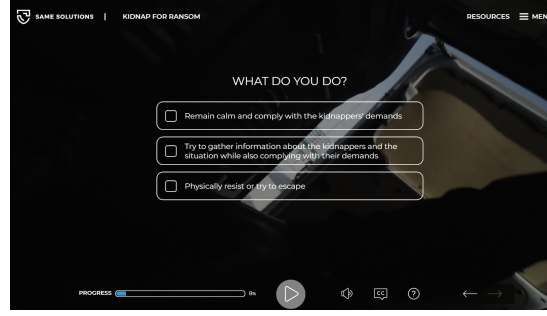 SAME SOLUTIONS | KIDNAP FOR RANSOM
RESOURCES
WHAT DO YOU DO?
Remain calm and comply with the kidnappers' demands
Try to gather information about the kidnappers and the
situation while also complying with their demands
Physically resist or try to escape
PROGRESS
CC
?